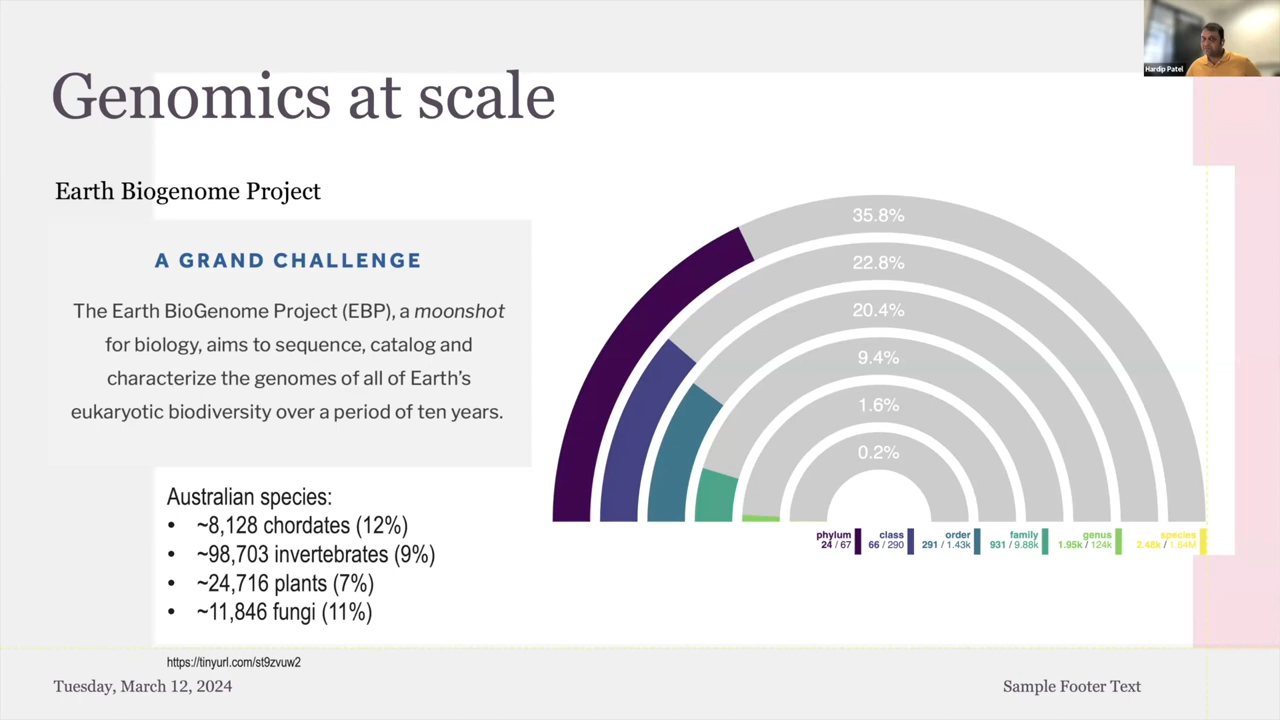 Hardip Patel
Genomics at scale
Earth Biogenome Project
A GRAND CHALLENGE
The Earth BioGenome Project (EBP), a moonshot
for biology, aims to sequence, catalog and
characterize the genomes of all of Earth's
eukaryotic biodiversity over a period of ten years.
Australian species:
• ~8,128 chordates (12%)
• ~98,703 invertebrates (9%)
• ~24,716 plants (7%)
• ~11,846 fungi (11%)
https://tinyurl.com/st9zvuw2
35.8%
22.8%
20.4%
9.4%
1.6%
0.2%
phylum
24 / 67
class
66 / 290
order
291 / 1.43k
family
931 / 9.88k
genus
1.95k / 124k
species
2.48k / 1.64M
Tuesday, March 12, 2024
Sample Footer Text